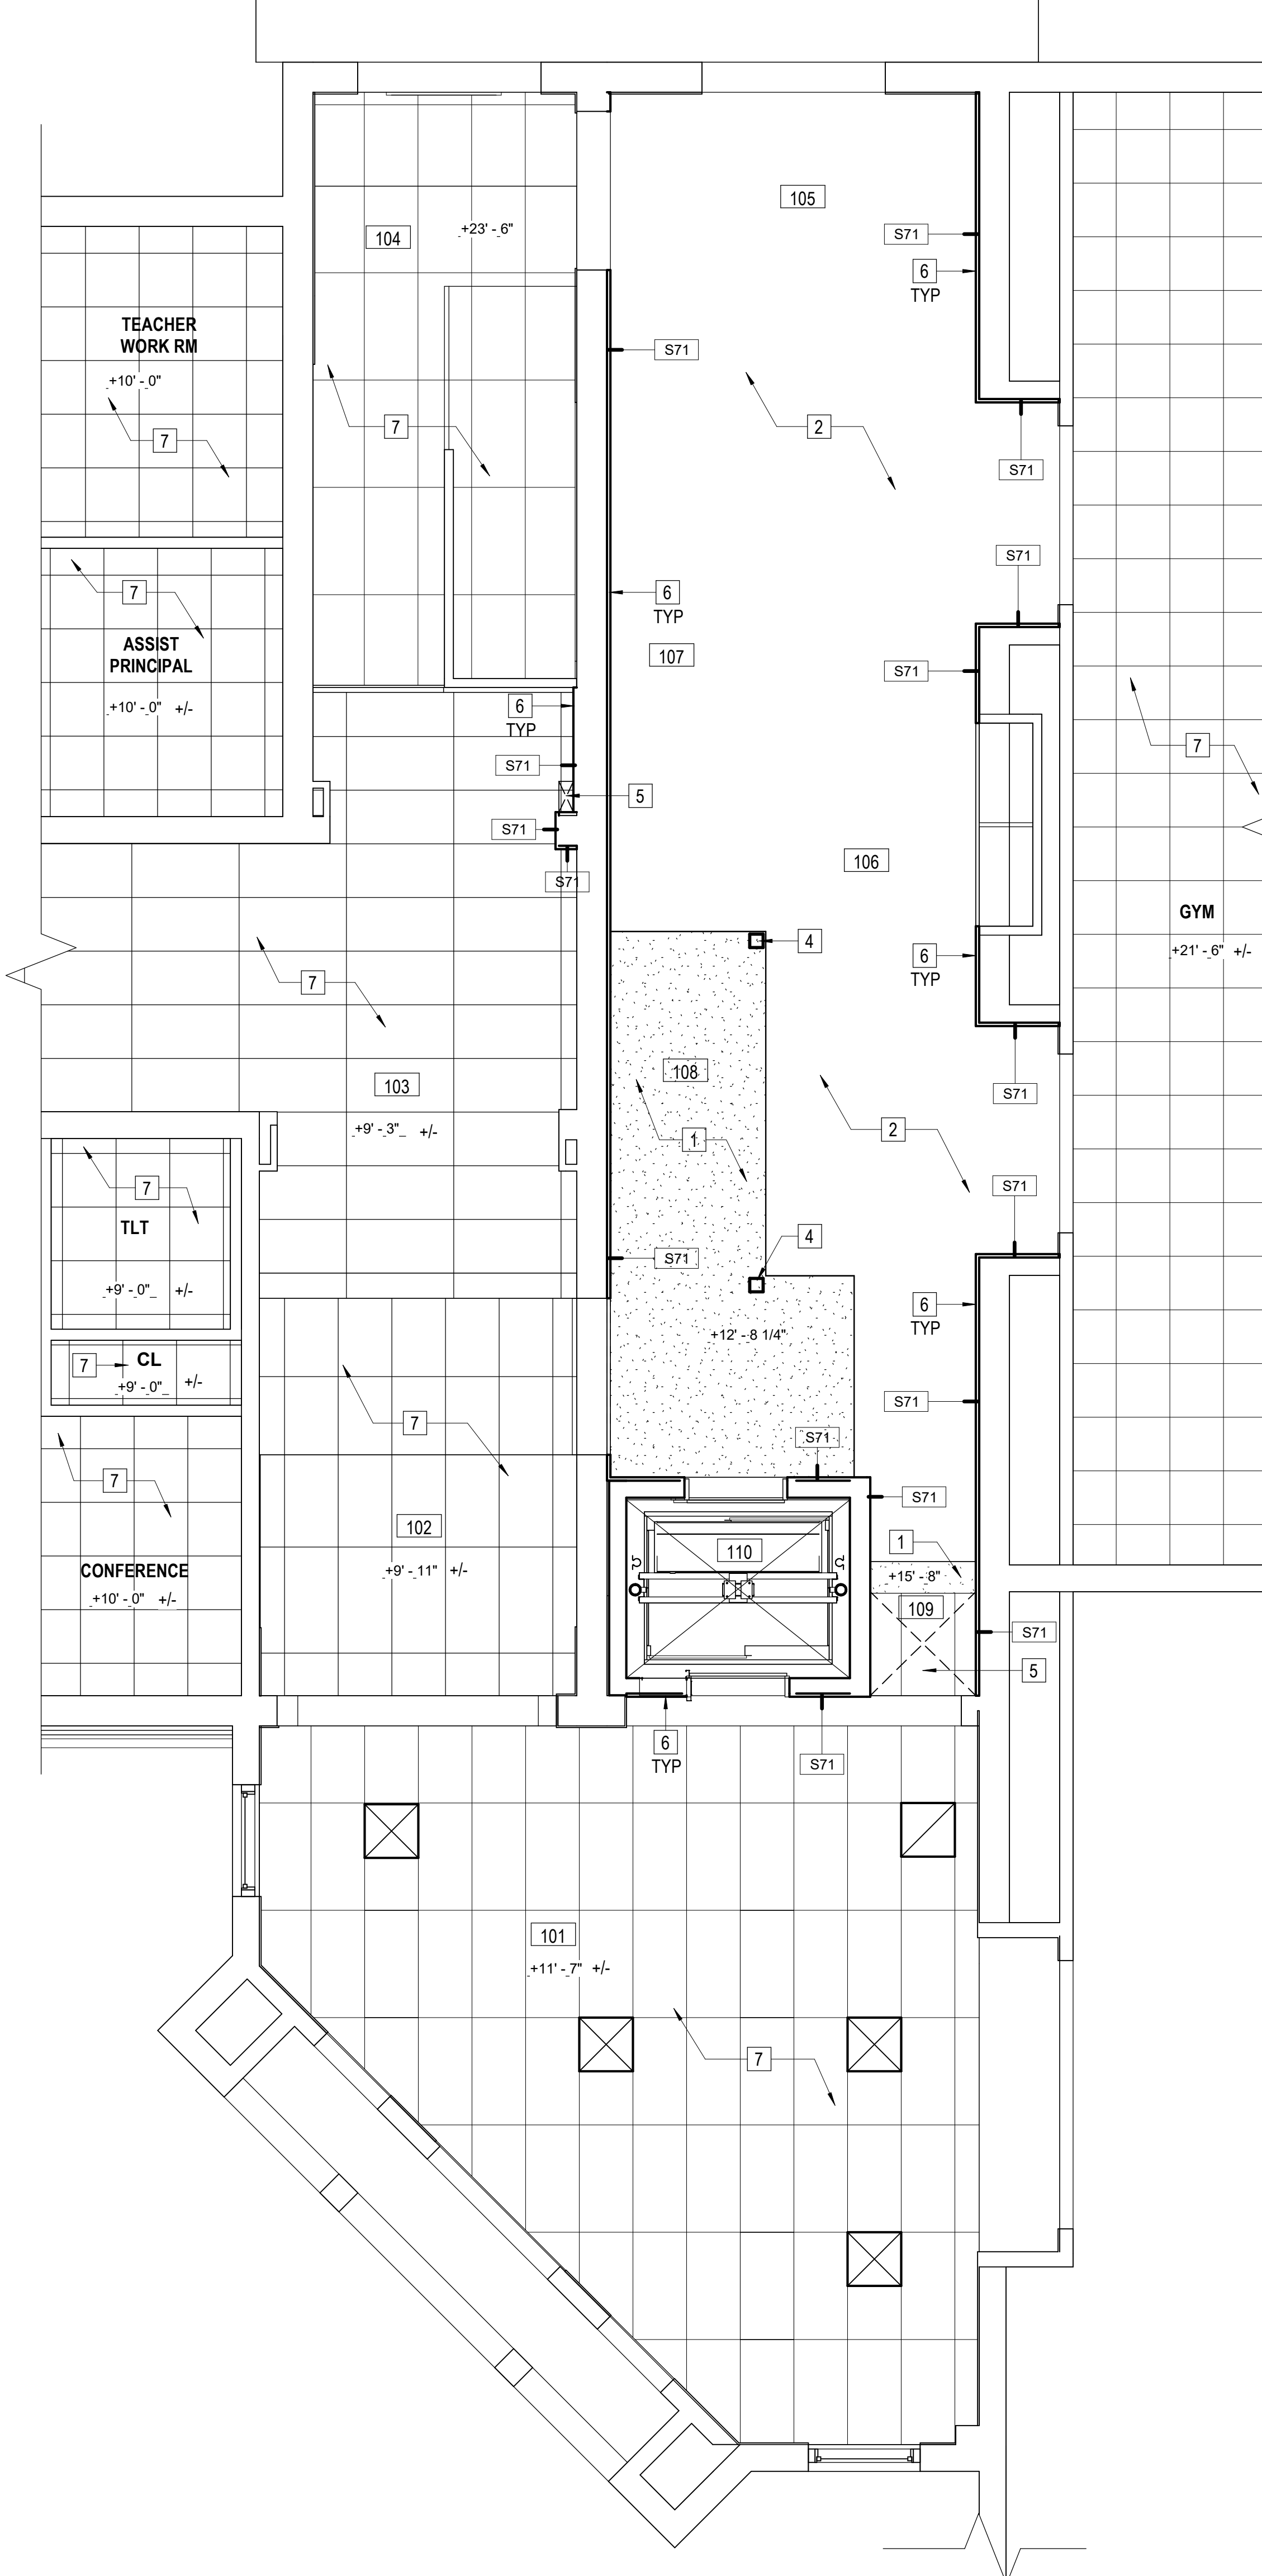 105
S71
104
+23' - 6"
6
TYP
TEACHER
WORK RM
+10' - 0"
7
S71
7
2
S71
S71
7
6
TYP
ASSIST
PRINCIPAL
107
S71
+10' - 0" +/-
6
TYP
7
S71
5
S71
106
S71
GYM
4
6
TYP
+21' - 6" +/-
7
108
103
S71
+9' - 3" +/-
1
2
7
S71
TLT
4
S71
+9' - 0" +/-
6
TYP
+12' - 8 1/4"
CL
7
+9' - 0" +/-
S71
7
S71
7
S71
102
110
1
CONFERENCE
+9' - 11" +/-
+15' - 8"
+10' - 0" +/-
109
S71
5
6
TYP
S71
101
+11' - 7" +/-
7